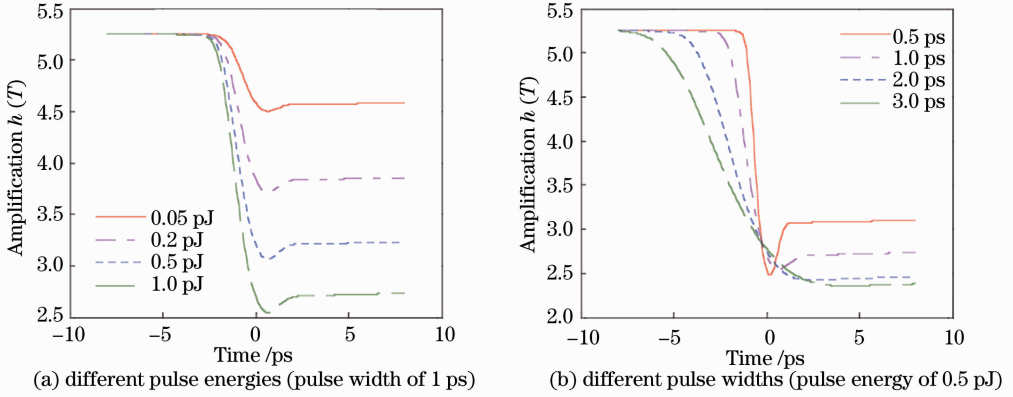 5.5
5.0
4.5
4.0
3.5
3.0
2.5
Amplification h (T)
0.05 pJ
0.2 pJ
0.5 pJ
1.0 pJ
−10
−5
0
5
10
Time /ps
(a) different pulse energies (pulse width of 1 ps)
5.5
5.0
4.5
4.0
3.5
3.0
2.5
2.0
Amplification h (T)
0.5 ps
1.0 ps
2.0 ps
3.0 ps
−10
−5
0
5
10
Time /ps
(b) different pulse widths (pulse energy of 0.5 pJ)